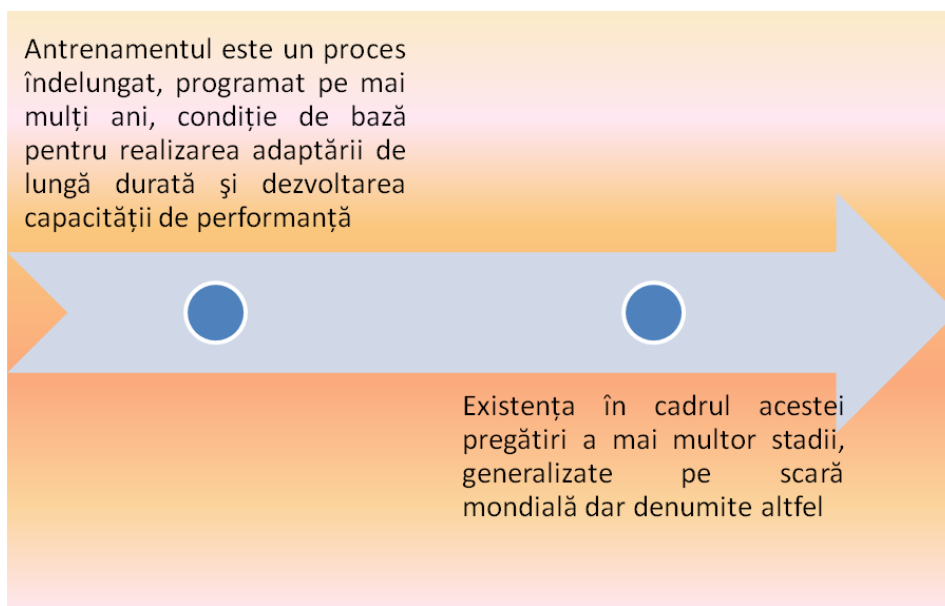 Antrenamentul este un proces
îndelungat, programat pe mai
mulți ani, condiție de bază
pentru realizarea adaptării de
lungă durată şi dezvoltarea
capacității de performanță
Existența în cadrul acestei
pregătiri a mai multor stadii,
generalizate pe scară
mondială dar denumite altfel